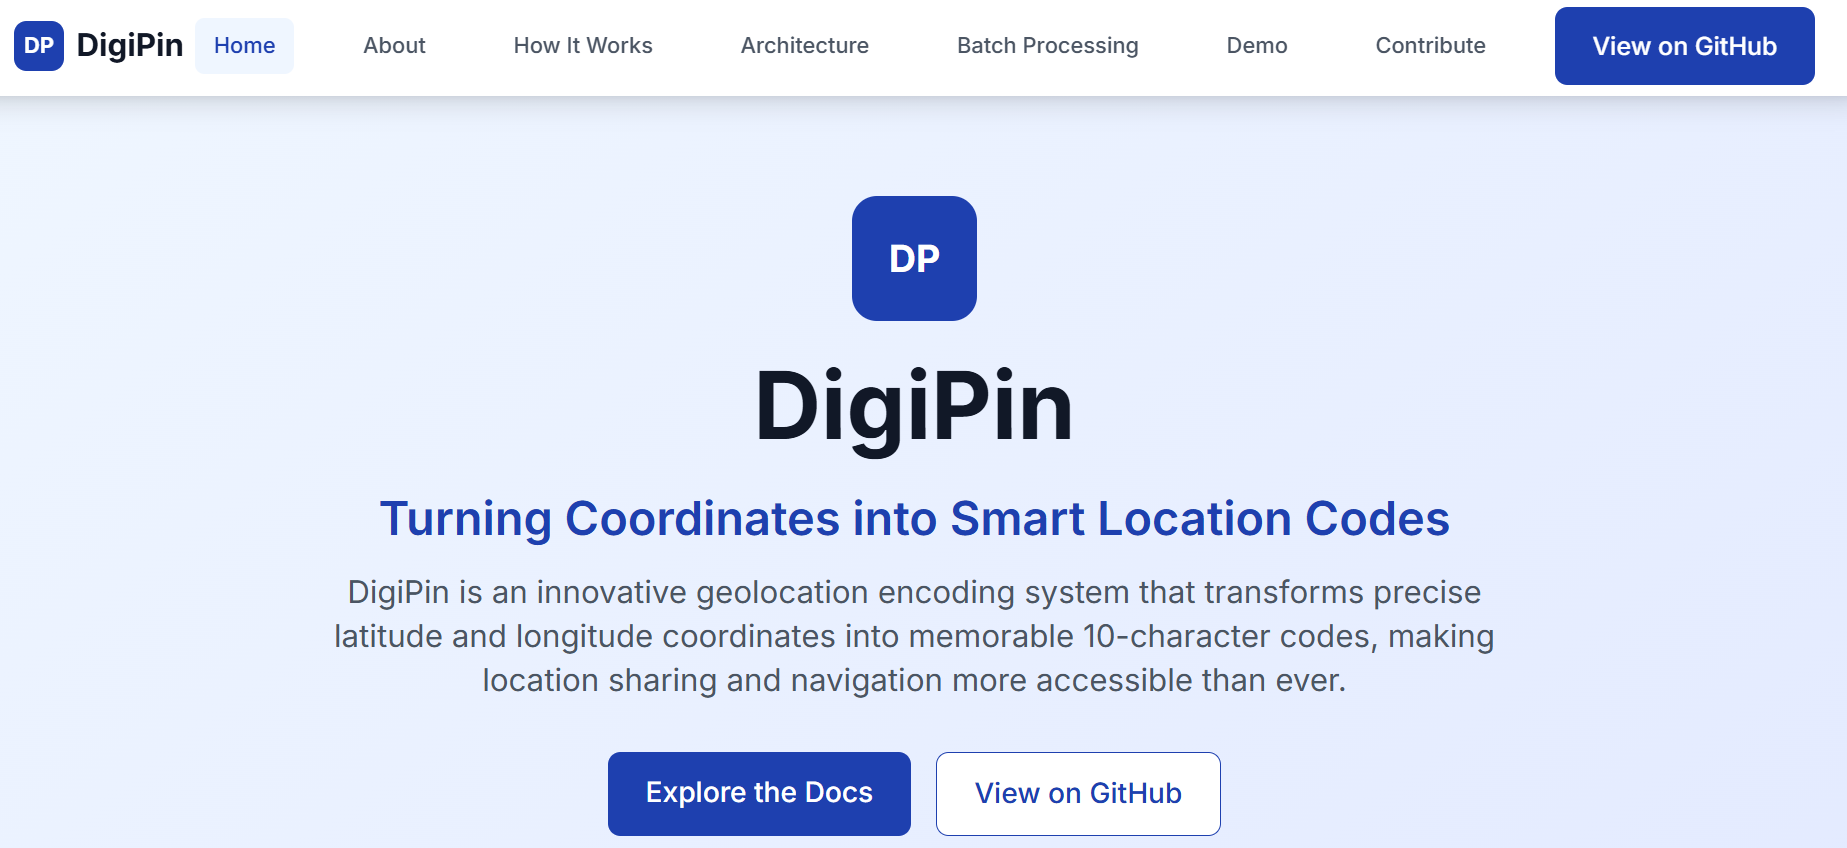 DP DigiPin Home About How It Works Architecture Batch Processing Demo Contribute View on GitHub
DP
DigiPin
Turning Coordinates into Smart Location Codes
DigiPin is an innovative geolocation encoding system that transforms precise
latitude and longitude coordinates into memorable 10-character codes, making
location sharing and navigation more accessible than ever.
Explore the Docs View on GitHub